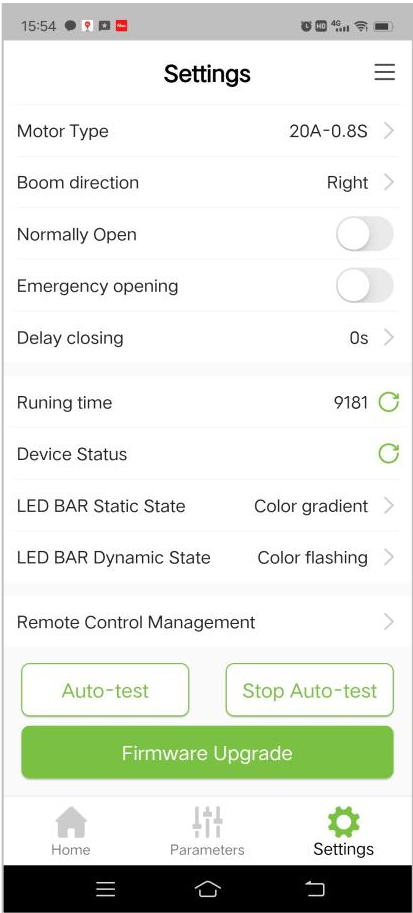 15:54
HD 4G
Settings
Motor Type 20A-0.8S
Boom direction Right
Normally Open
Emergency opening
Delay closing 0s
Runing time 9181
Device Status
LED BAR Static State Color gradient
LED BAR Dynamic State Color flashing
Remote Control Management
Auto-test Stop Auto-test
Firmware Upgrade
Home Parameters Settings